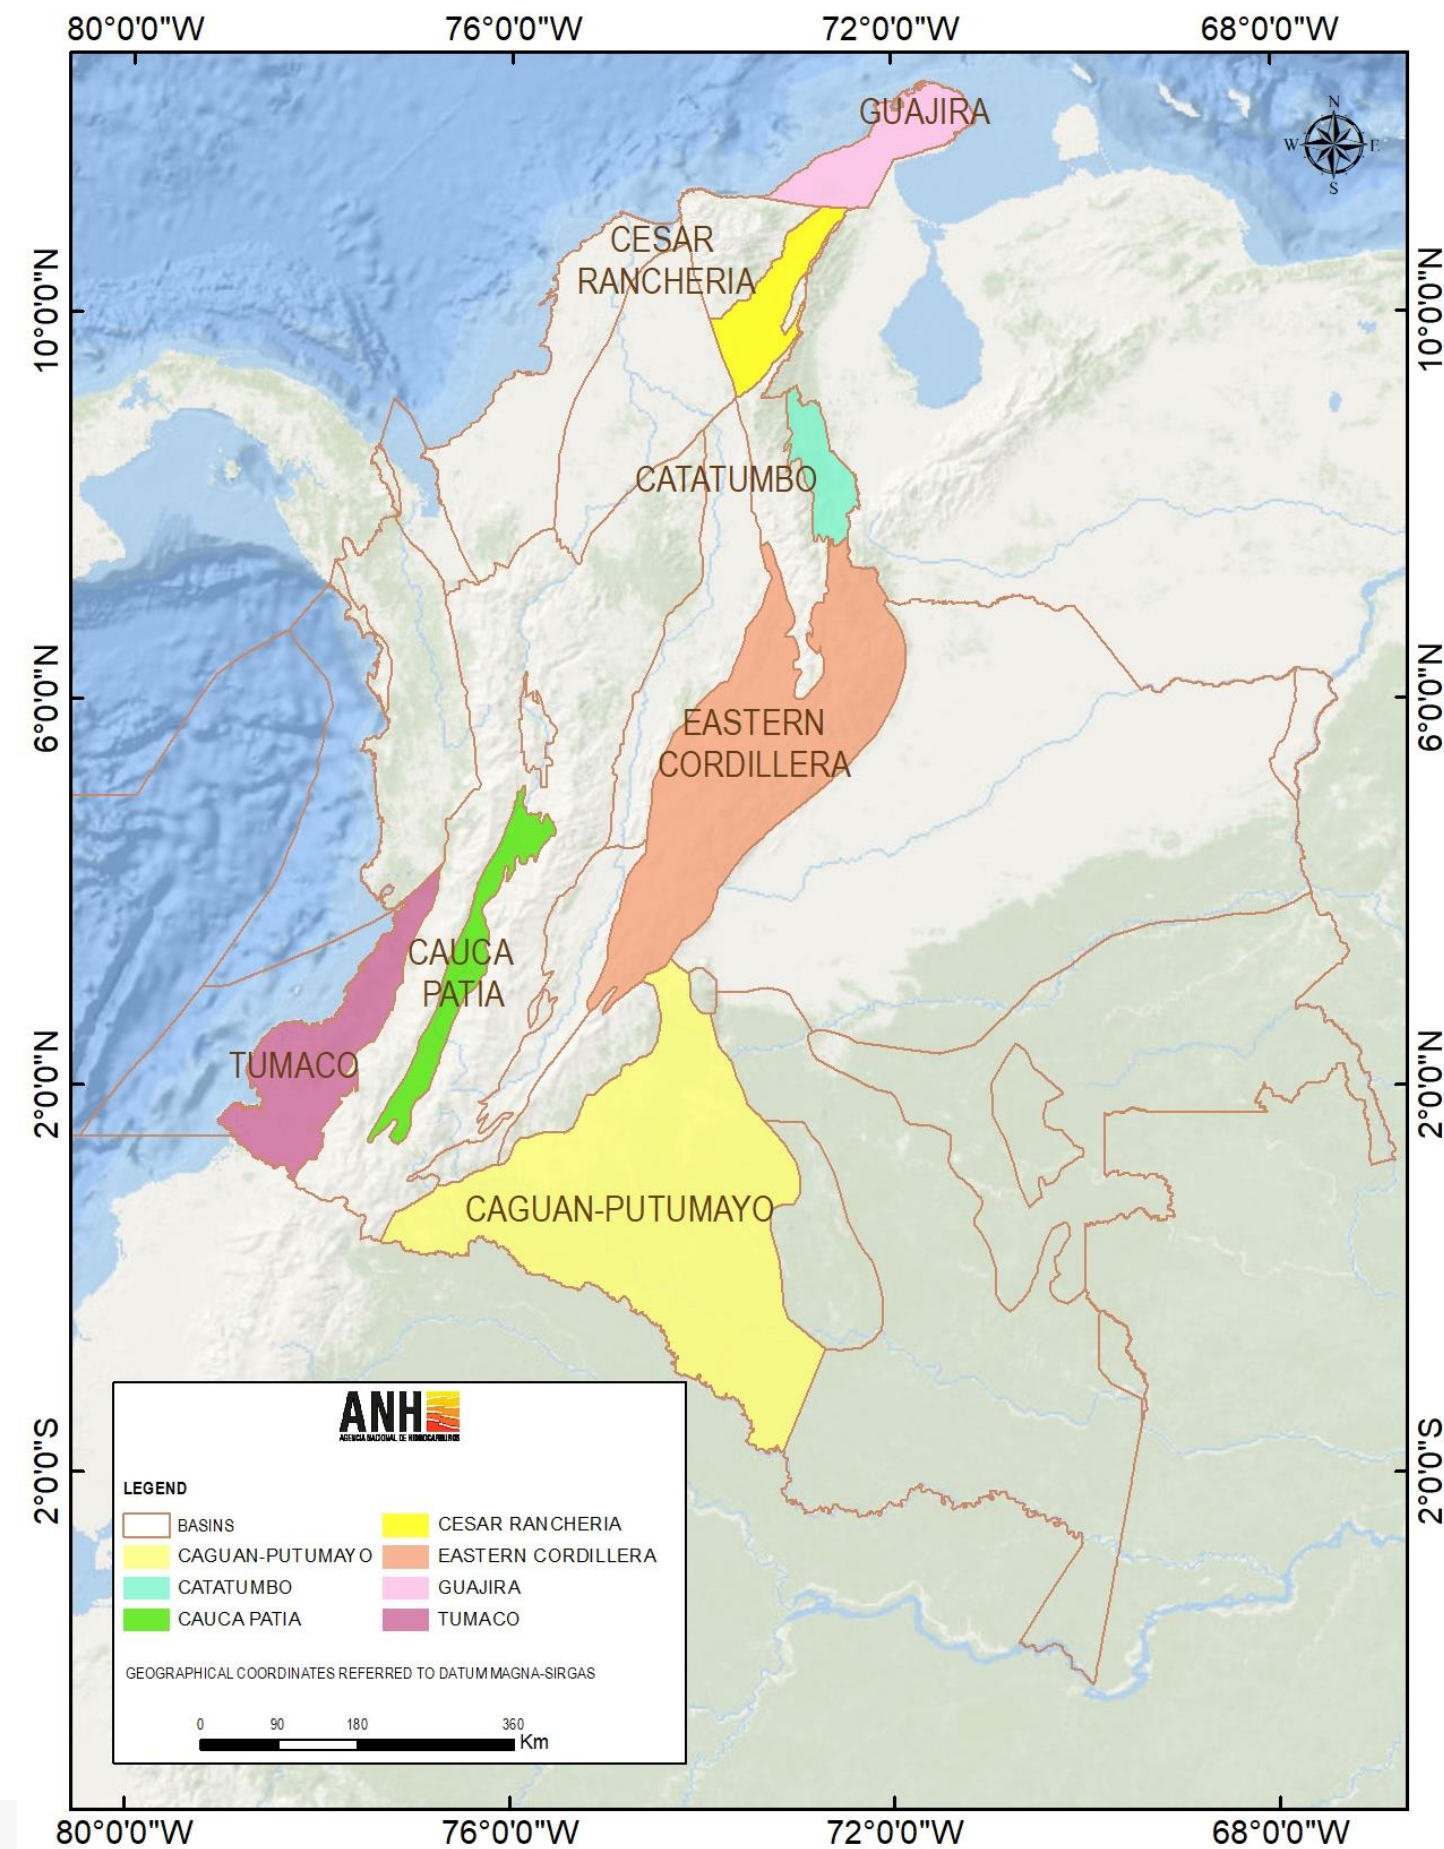 80°0'0"W 76°0'0"W 72°0'0"W 68°0'0"W
GUAJIRA
N
W E
S
CESAR
RANCHERIA
10°0'0"N 10°0'0"N
CATATUMBO
6°0'0"N 6°0'0"N
EASTERN
CORDILLERA
CAUCA
PATIA
TUMACO
2°0'0"N 2°0'0"N
CAGUAN-PUTUMAYO
2°0'0"S 2°0'0"S
ANH
AGENCIA NACIONAL DE HIDROCARBUROS
LEGEND
BASINS
CAGUAN-PUTUMAYO
CATATUMBO
CAUCA PATIA
CESAR RANCHERIA
EASTERN CORDILLERA
GUAJIRA
TUMACO
GEOGRAPHICAL COORDINATES REFERRED TO DATUM MAGNA-SIRGAS
0 90 180 360
Km
80°0'0"W 76°0'0"W 72°0'0"W 68°0'0"W